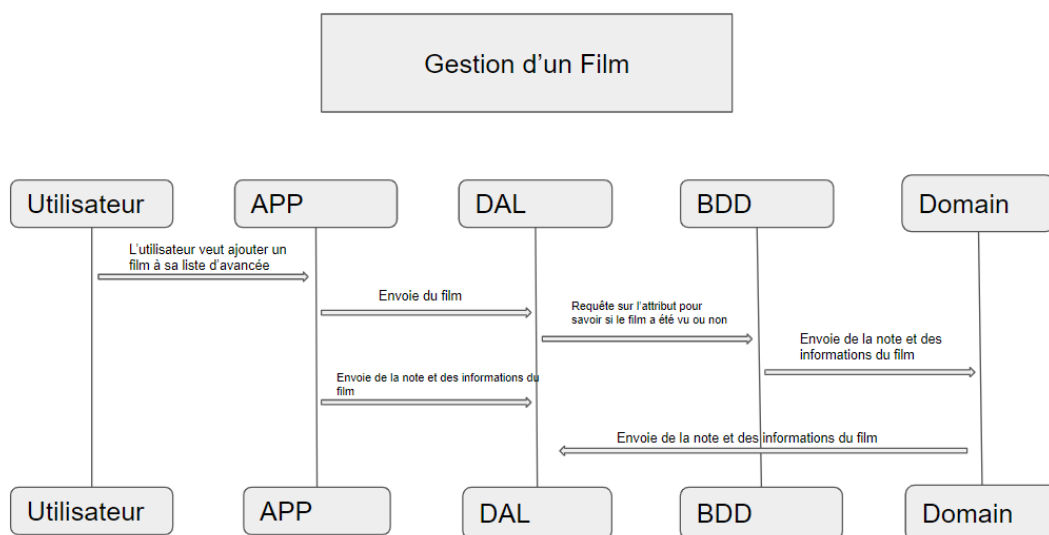 Gestion d'un Film
Utilisateur
APP
DAL
BDD
Domain
L'utilisateur veut ajouter un
film à sa liste d'avancée
Envoie du film
Requête sur l'attribut pour
savoir si le film a été vu ou non
Envoie de la note et des
informations du film
Envoie de la note et des informations du
film
Envoie de la note et des informations du film
Utilisateur
APP
DAL
BDD
Domain